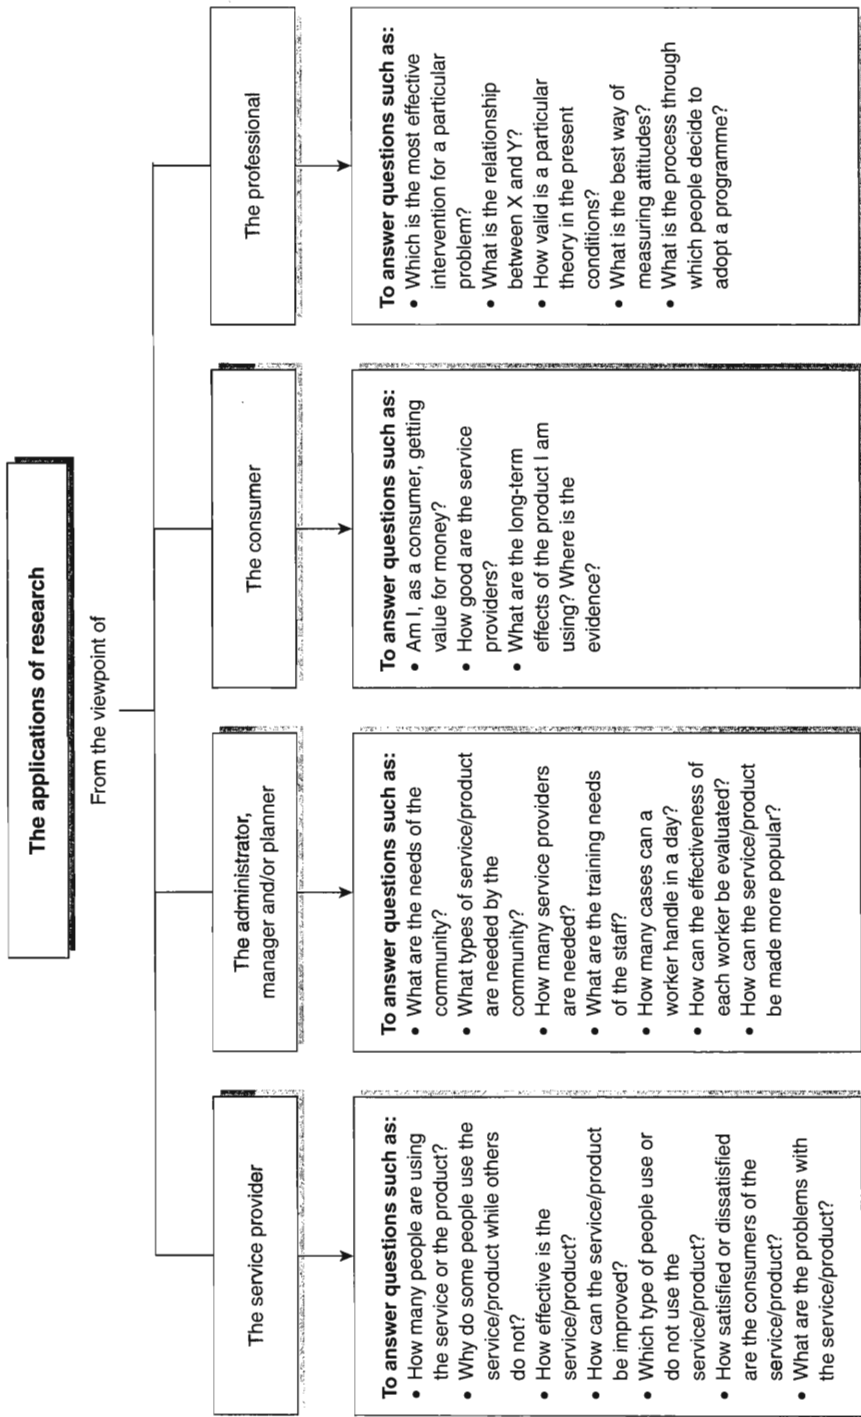 The applications of research
From the viewpoint of
The service provider
To answer questions such as:
• How many people are using
the service or the product?
• Why do some people use the
service/product while others
do not?
• How effective is the
service/product?
• How can the service/product
be improved?
• Which type of people use or
do not use the
service/product?
• How satisfied or dissatisfied
are the consumers of the
service/product?
• What are the problems with
the service/product?
The administrator,
manager and/or planner
To answer questions such as:
• What are the needs of the
community?
• What types of service/product
are needed by the
community?
• How many service providers
are needed?
• What are the training needs
of the staff?
• How many cases can a
worker handle in a day?
• How can the effectiveness of
each worker be evaluated?
• How can the service/product
be made more popular?
The consumer
To answer questions such as:
• Am I, as a consumer, getting
value for money?
• How good are the service
providers?
• What are the long-term
effects of the product I am
using? Where is the
evidence?
The professional
To answer questions such as:
• Which is the most effective
intervention for a particular
problem?
• What is the relationship
between X and Y?
• How valid is a particular
theory in the present
conditions?
• What is the best way of
measuring attitudes?
• What is the process through
which people decide to
adopt a programme?